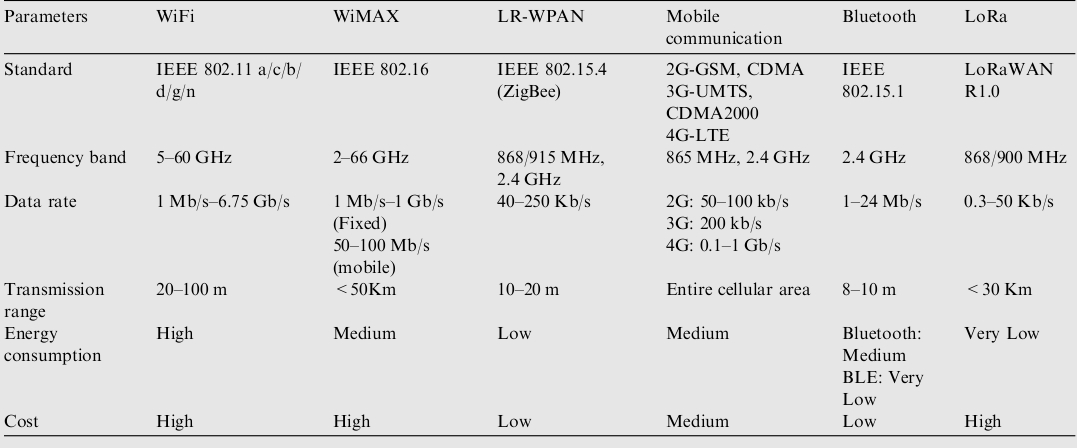 Parameters WiFi WiMAX LR-WPAN Mobile Bluetooth LoRa
communication
Standard IEEE 802.11 a/c/b/ IEEE 802.16 IEEE 802.15.4 2G-GSM, CDMA IEEE LoRaWAN
d/g/n (ZigBee) 3G-UMTS, 802.15.1 R1.0
CDMA2000
4G-LTE
Frequency band 5–60 GHz 2–66 GHz 868/915 MHz, 865 MHz, 2.4 GHz 2.4 GHz 868/900 MHz
2.4 GHz
Data rate 1 Mb/s–6.75 Gb/s 1 Mb/s–1 Gb/s 40–250 Kb/s 2G: 50–100 kb/s 1–24 Mb/s 0.3–50 Kb/s
(Fixed) 3G: 200 kb/s
50–100 Mb/s 4G: 0.1–1 Gb/s
(mobile)
Transmission 20–100 m <50Km 10–20 m Entire cellular area 8–10 m <30 Km
range
Energy High Medium Low Medium Bluetooth: Very Low
consumption Medium
BLE: Very
Low
Cost High High Low Medium Low High